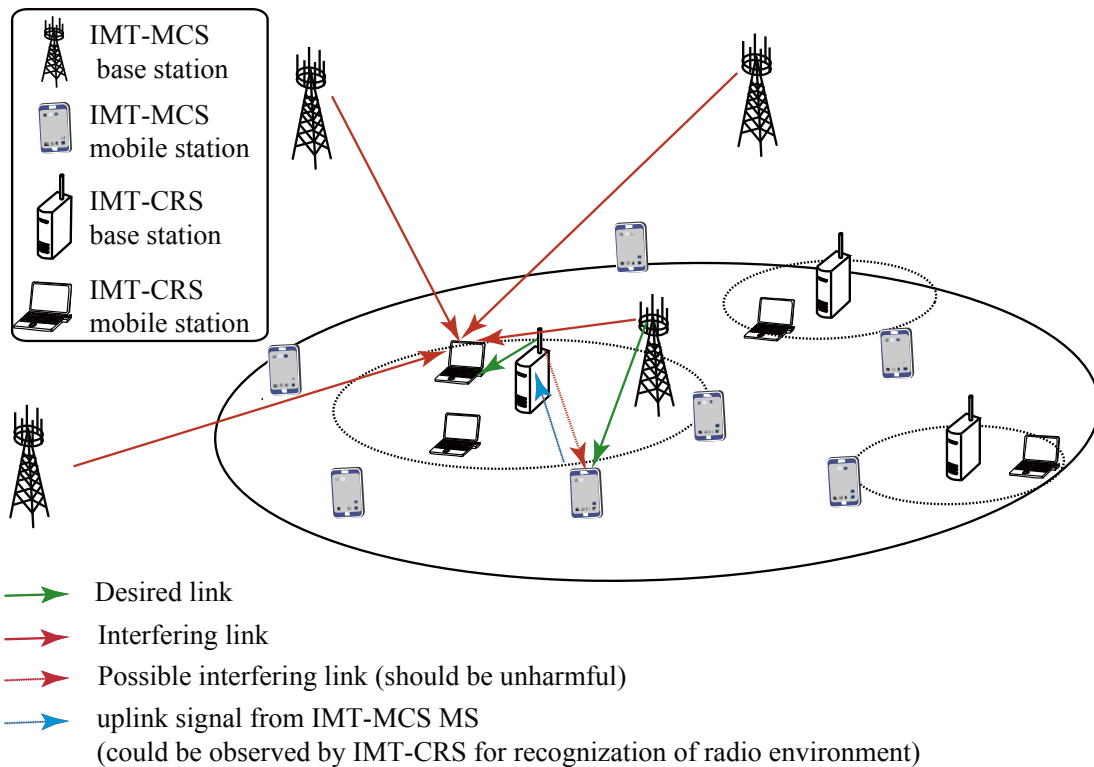 IMT-MCS
base station
IMT-MCS
mobile station
IMT-CRS
base station
IMT-CRS
mobile station
Desired link
Interfering link
Possible interfering link (should be unharmful)
uplink signal from IMT-MCS MS
(could be observed by IMT-CRS for recognization of radio environment)